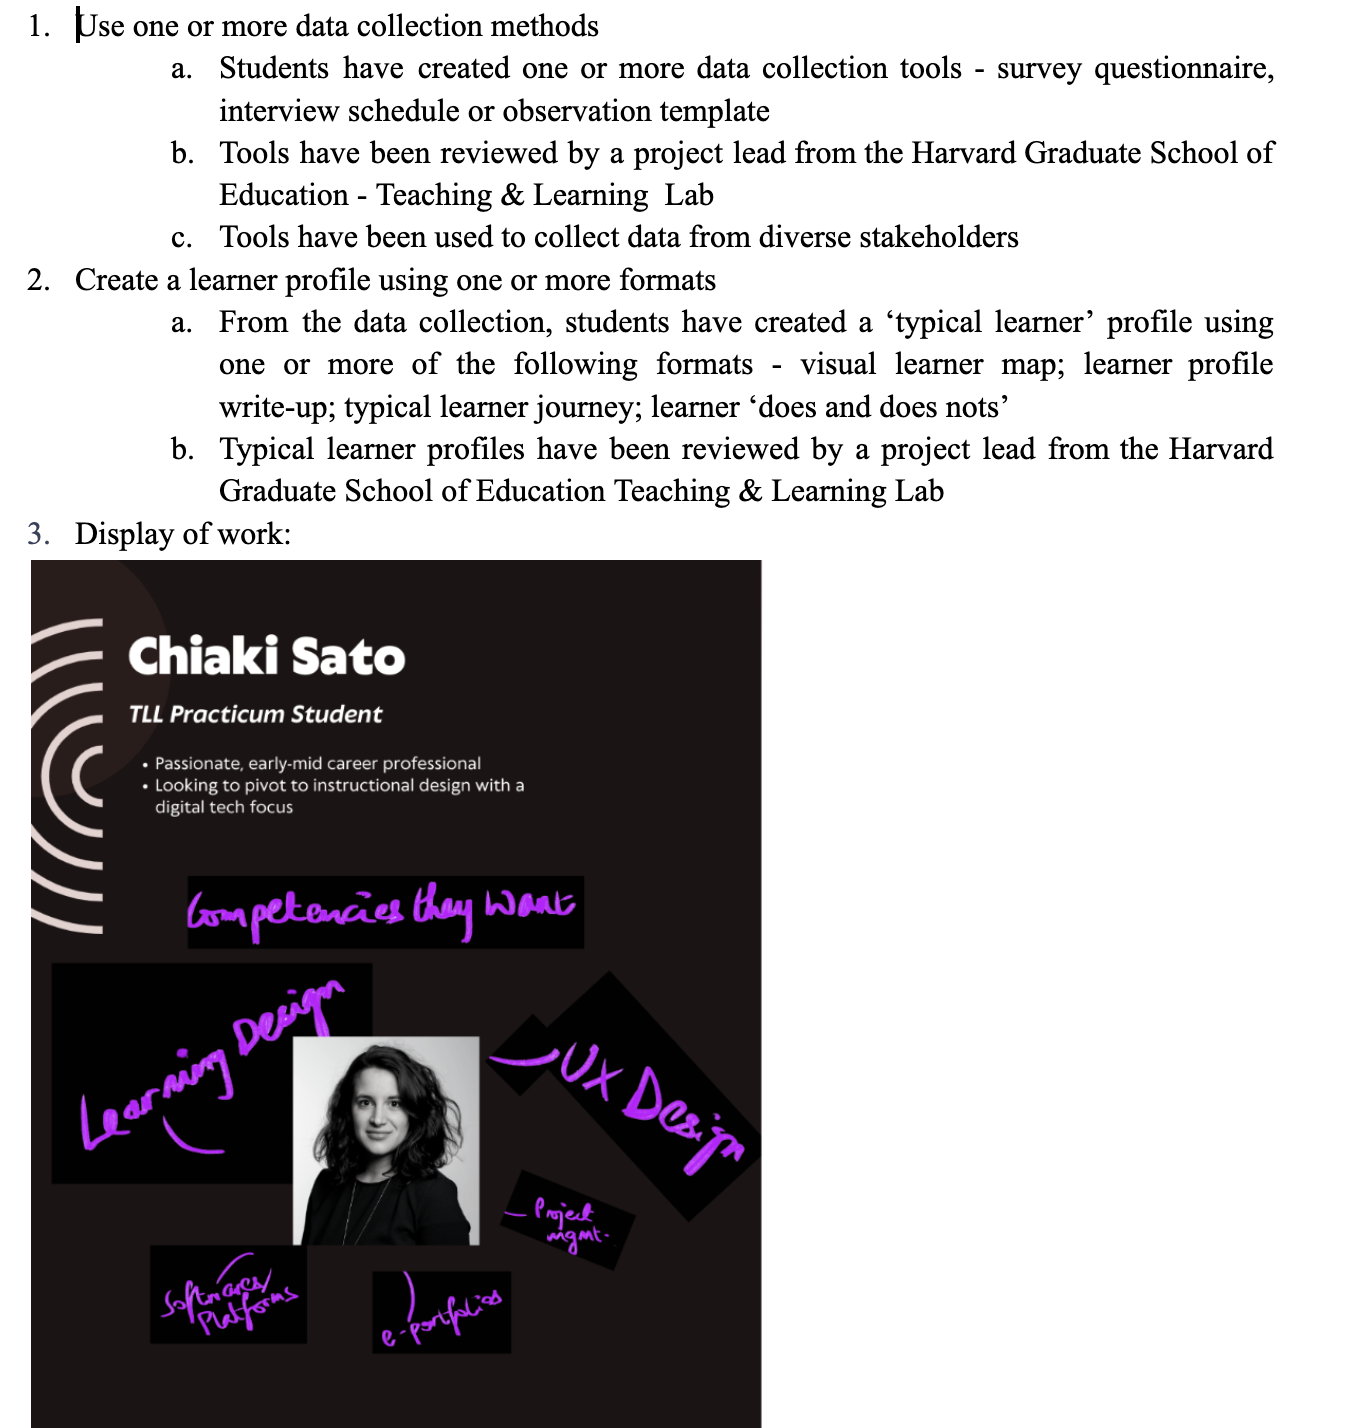 1. Use one or more data collection methods
a. Students have created one or more data collection tools - survey questionnaire,
interview schedule or observation template
b. Tools have been reviewed by a project lead from the Harvard Graduate School of
Education - Teaching & Learning Lab
c. Tools have been used to collect data from diverse stakeholders
2. Create a learner profile using one or more formats
a. From the data collection, students have created a ‘typical learner’ profile using
one or more of the following formats - visual learner map; learner profile
write-up; typical learner journey; learner ‘does and does nots’
b. Typical learner profiles have been reviewed by a project lead from the Harvard
Graduate School of Education Teaching & Learning Lab
3. Display of work:
Chiaki Sato
TLL Practicum Student
• Passionate, early-mid career professional
• Looking to pivot to instructional design with a
digital tech focus
Competencies they want
Learning Design
UX Design
Project
mgmt.
Softwares/
Platforms
e-portfolios